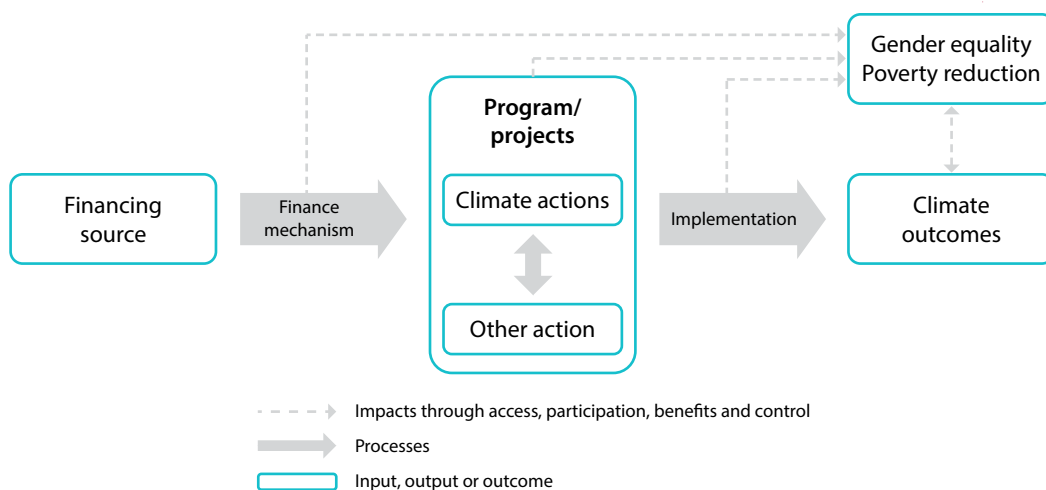 Gender equality
Poverty reduction
Program/
projects
Financing
source
Finance
mechanism
Climate actions
Implementation
Climate
outcomes
Other action
Impacts through access, participation, benefits and control
Processes
Input, output or outcome